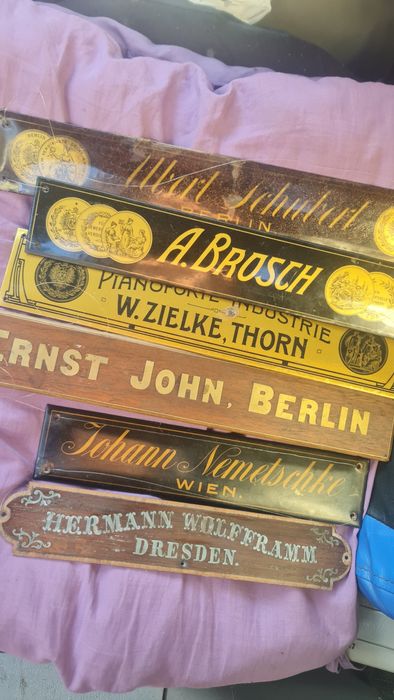 Albert Schubert
BERLIN
A. BROSCH
PIANOFORTE INDUSTRIE
W. ZIELKE, THORN
ERNST JOHN, BERLIN
Johann Nemetschke
WIEN.
HERMANN WOLFFRAMM
DRESDEN.